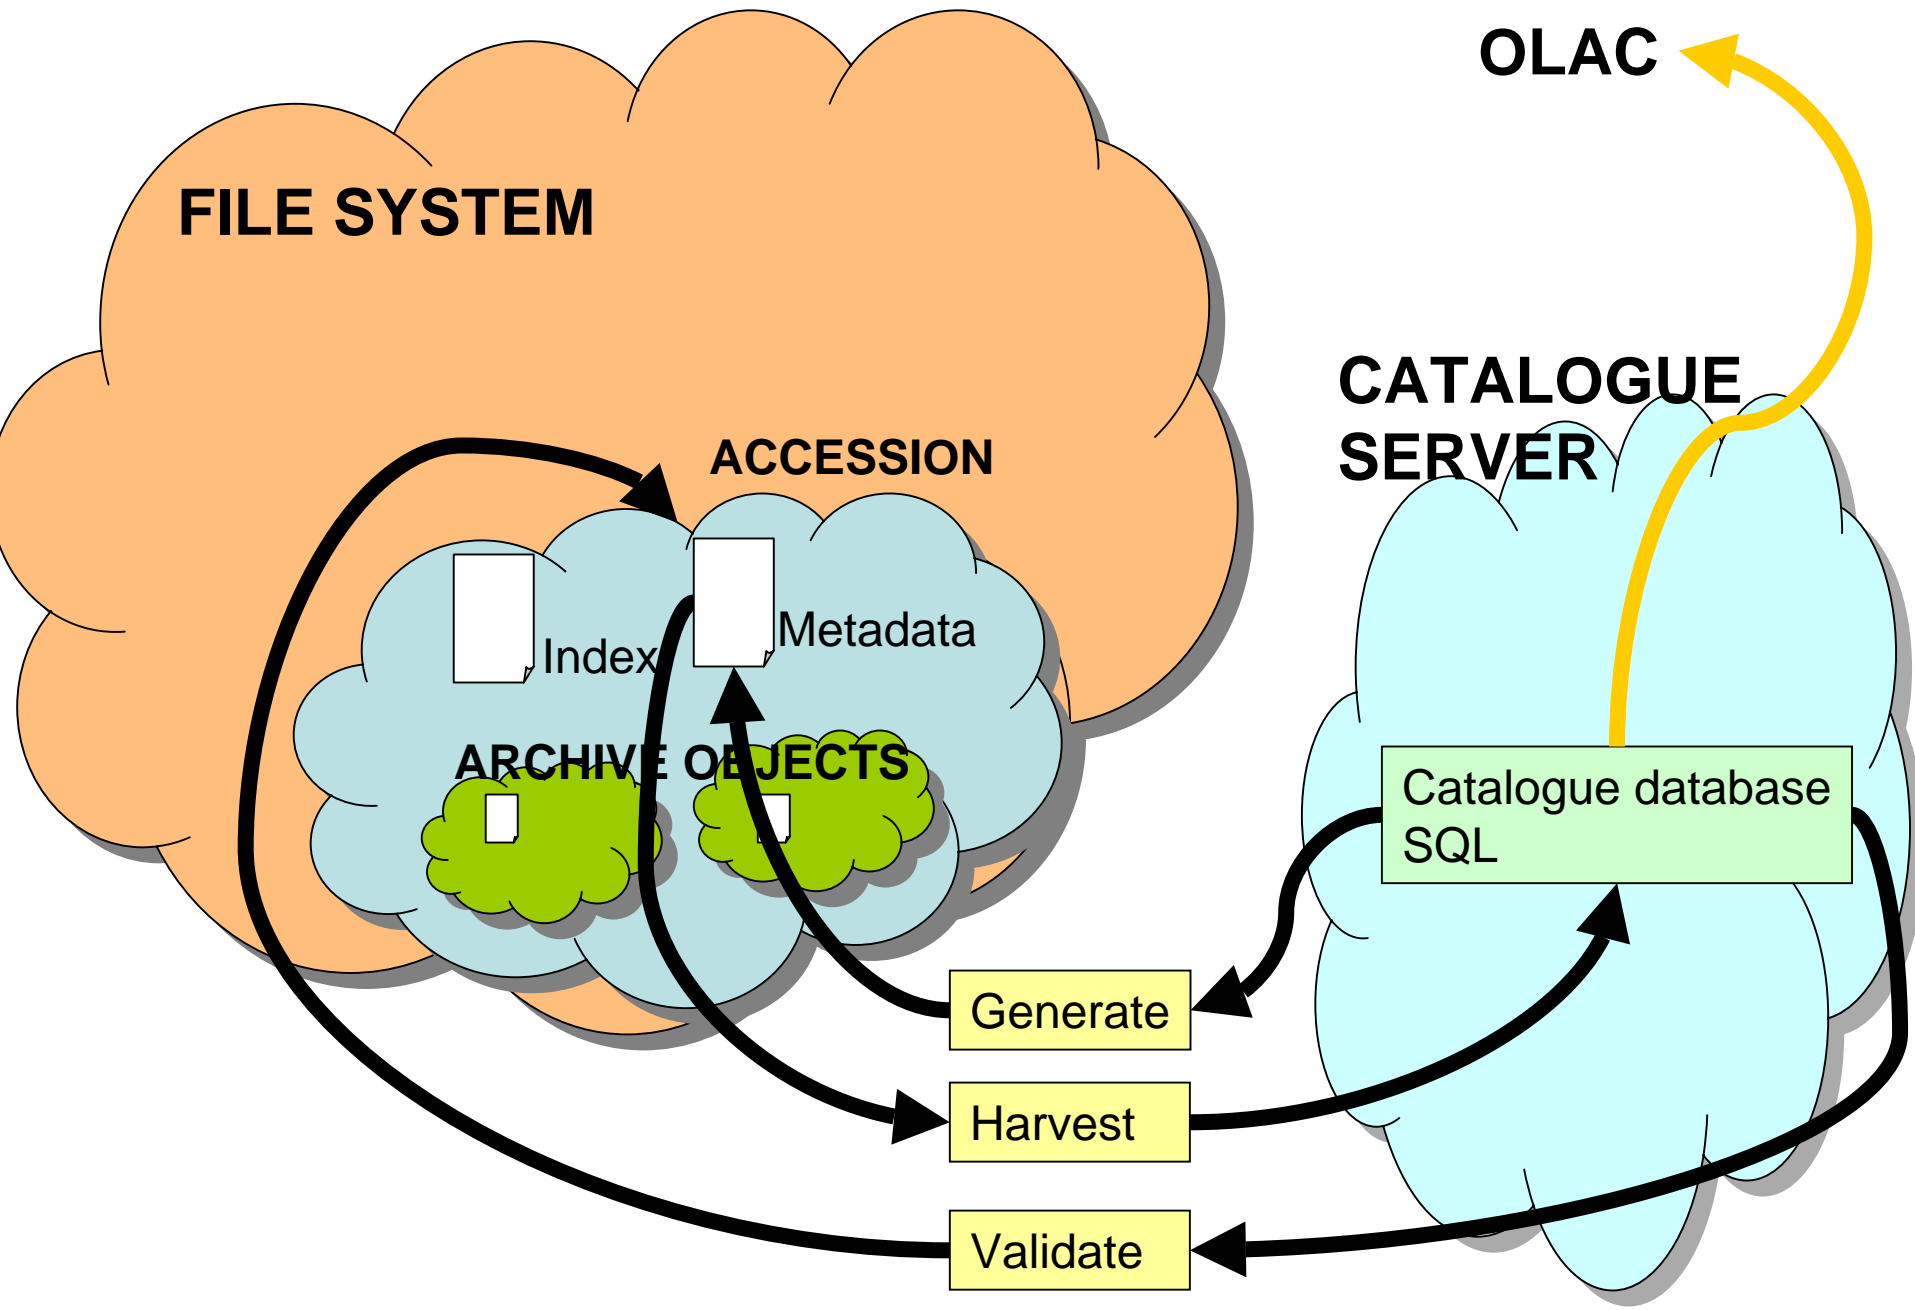 OLAC
FILE SYSTEM
CATALOGUE
SERVER
ACCESSION
Index
Metadata
ARCHIVE OBJECTS
Catalogue database
SQL
Generate
Harvest
Validate